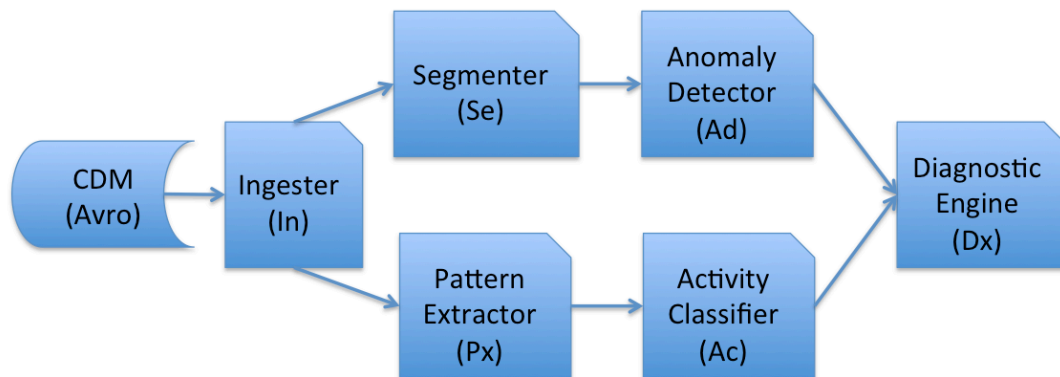 CDM
(Avro)
Ingester
(In)
Segmenter
(Se)
Anomaly
Detector
(Ad)
Pattern
Extractor
(Px)
Activity
Classifier
(Ac)
Diagnostic
Engine
(Dx)